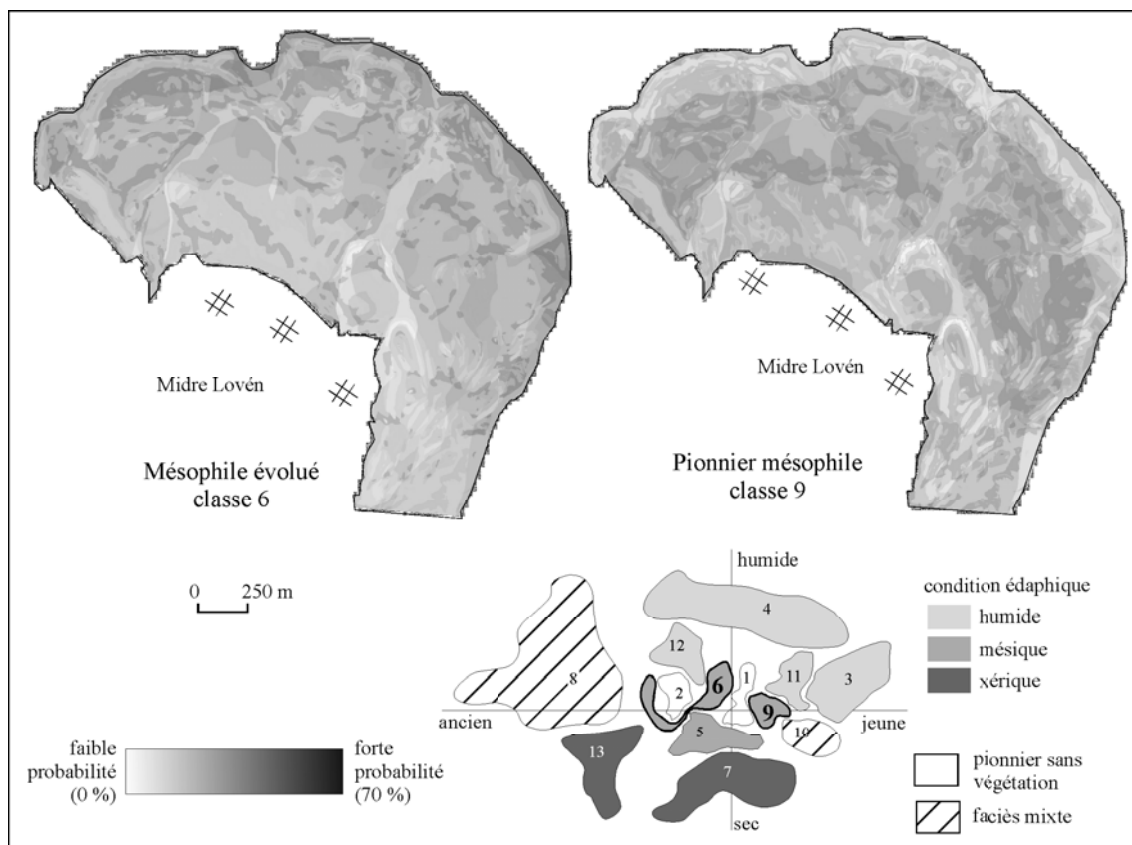 Midre Lovén
Mésophile évolué
classe 6
Midre Lovén
Pionnier mésophile
classe 9
0 250 m
humide
4
12
8
2
6
1
11
3
ancien
jeune
9
5
10
13
7
sec
condition édaphique
humide
mésique
xérique
pionnier sans
végétation
faciès mixte
faible
probabilité
(0 %)
forte
probabilité
(70 %)